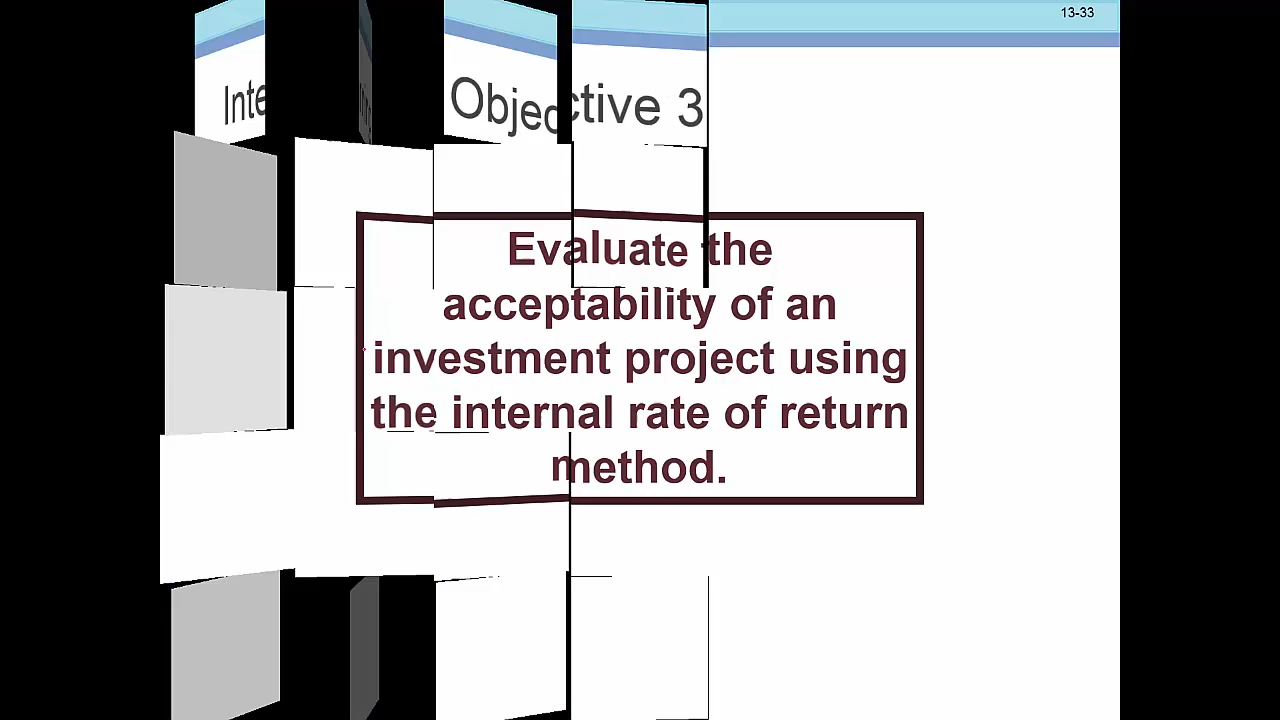 13-33
Inte Objective 3
Evaluate the
acceptability of an
investment project using
the internal rate of return
method.